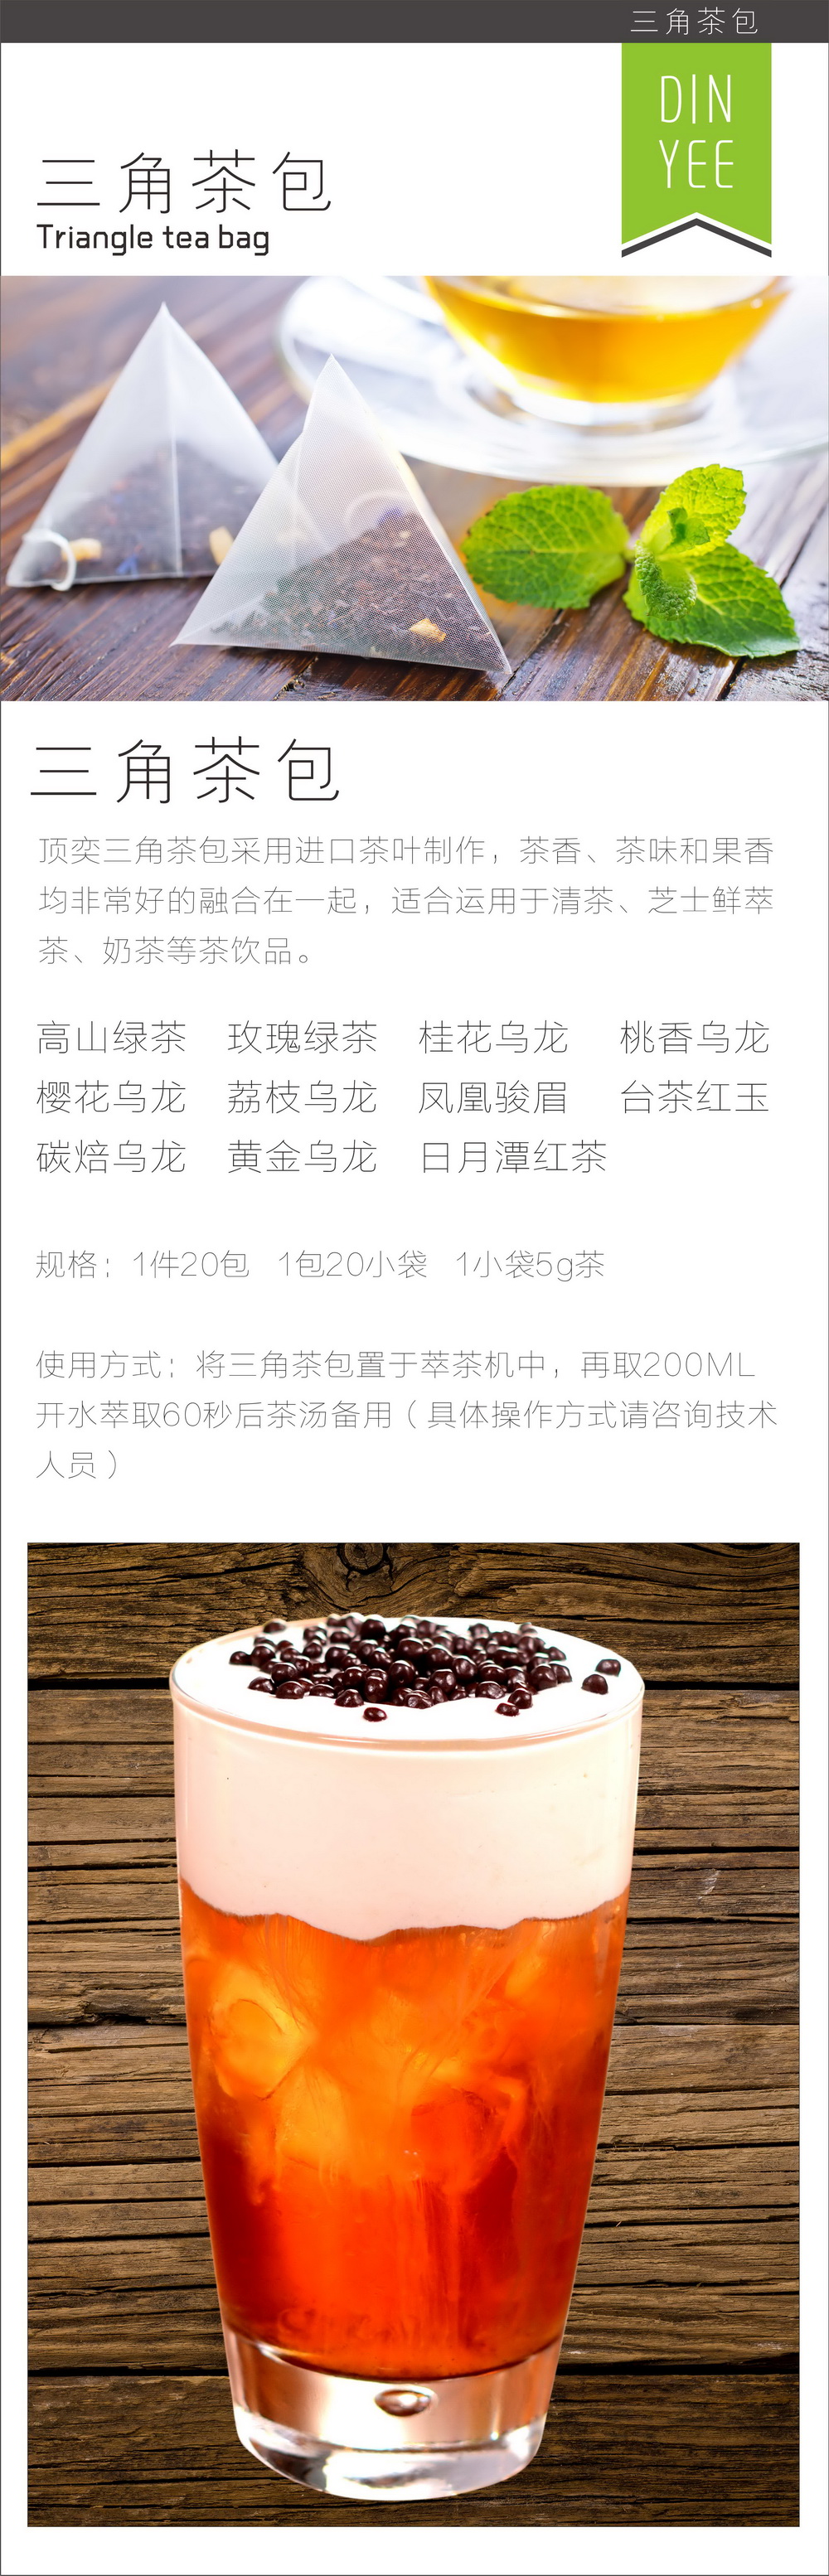 三角茶包
DIN
YEE
三角茶包
Triangle tea bag
三角茶包
顶奕三角茶包采用进口茶叶制作，茶香、茶味和果香
均非常好的融合在一起，适合运用于清茶、芝士鲜萃
茶、奶茶等茶饮品。
高山绿茶 玫瑰绿茶 桂花乌龙 桃香乌龙
樱花乌龙 荔枝乌龙 凤凰骏眉 台茶红玉
碳焙乌龙 黄金乌龙 日月潭红茶
规格：1件20包 1包20小袋 1小袋5g茶
使用方式：将三角茶包置于萃茶机中，再取200ML
开水萃取60秒后茶汤备用（具体操作方式请咨询技术
人员）